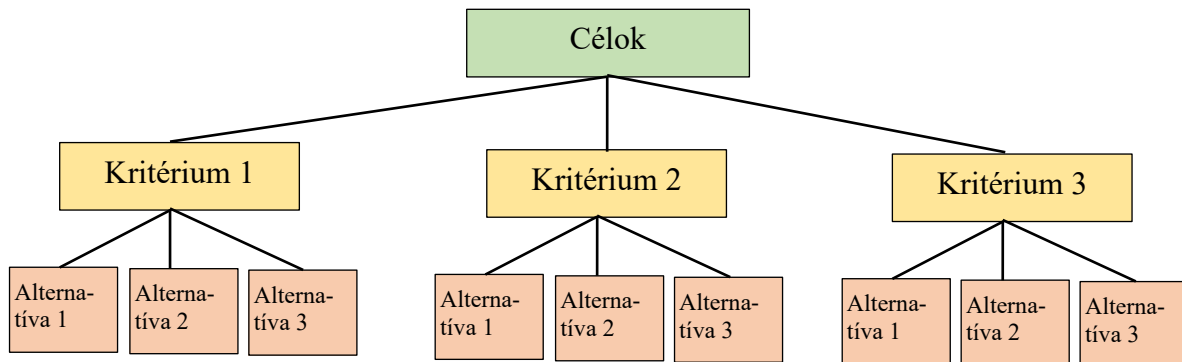 Célok
Kritérium 1
Kritérium 2
Kritérium 3
Alterna-
tíva 1
Alterna-
tíva 2
Alterna-
tíva 3
Alterna-
tíva 1
Alterna-
tíva 2
Alterna-
tíva 3
Alterna-
tíva 1
Alterna-
tíva 2
Alterna-
tíva 3